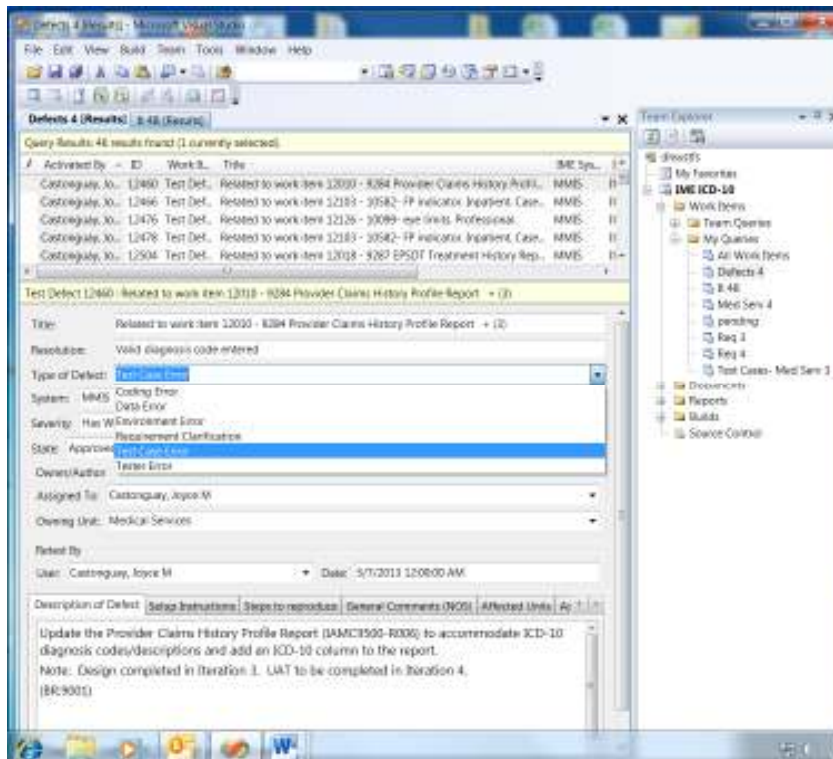 Defects 4 (Results) - Microsoft Visual Studio
File Edit View Build Team Tools Window Help
Defects 4 [Results] 8.4B [Results]
Query Results: 48 results found (1 currently selected).
Activated By ID Work It... Title IME Sys...
Castonguay, Jo... 12460 Test Def... Related to work item 12010 - 9284 Provider Claims History Profil... MMIS
Castonguay, Jo... 12466 Test Def... Related to work item 12103 - 10582- FP indicator. Inpatient. Case... MMIS
Castonguay, Jo... 12476 Test Def... Related to work item 12126 - 10099- eye limits. Professional. MMIS
Castonguay, Jo... 12478 Test Def... Related to work item 12103 - 10582- FP indicator. Inpatient. Case... MMIS
Castonguay, Jo... 12504 Test Def... Related to work item 12018 - 9287 EPSDT Treatment History Rep... MMIS
Test Defect 12460 : Related to work item 12010 - 9284 Provider Claims History Profile Report
Title: Related to work item 12010 - 9284 Provider Claims History Profile Report
Resolution: Valid diagnosis code entered
Type of Defect: Test Case Error
Coding Error
System: MMIS
Data Error
Severity: Has W
Environment Error
Requirement Clarification
State: Approved
Test Case Error
Tester Error
Owner/Author
Assigned To: Castonguay, Joyce M
Owning Unit: Medical Services
Retest By
User: Castonguay, Joyce M Date: 5/7/2013 12:00:00 AM
Description of Defect Setup Instructions Steps to reproduce General Comments (NOS) Affected Units
Update the Provider Claims History Profile Report (IAMC9500-R006) to accommodate ICD-10
diagnosis codes/descriptions and add an ICD-10 column to the report.
Note: Design completed in Iteration 3. UAT to be completed in Iteration 4.
(BR:9001)
Team Explorer
My Favorites
IME ICD-10
Work Items
Team Queries
My Queries
All Work Items
Defects 4
Med Serv 4
pending
Req 3
Req 4
Test Cases- Med Serv 3
Documents
Reports
Builds
Source Control